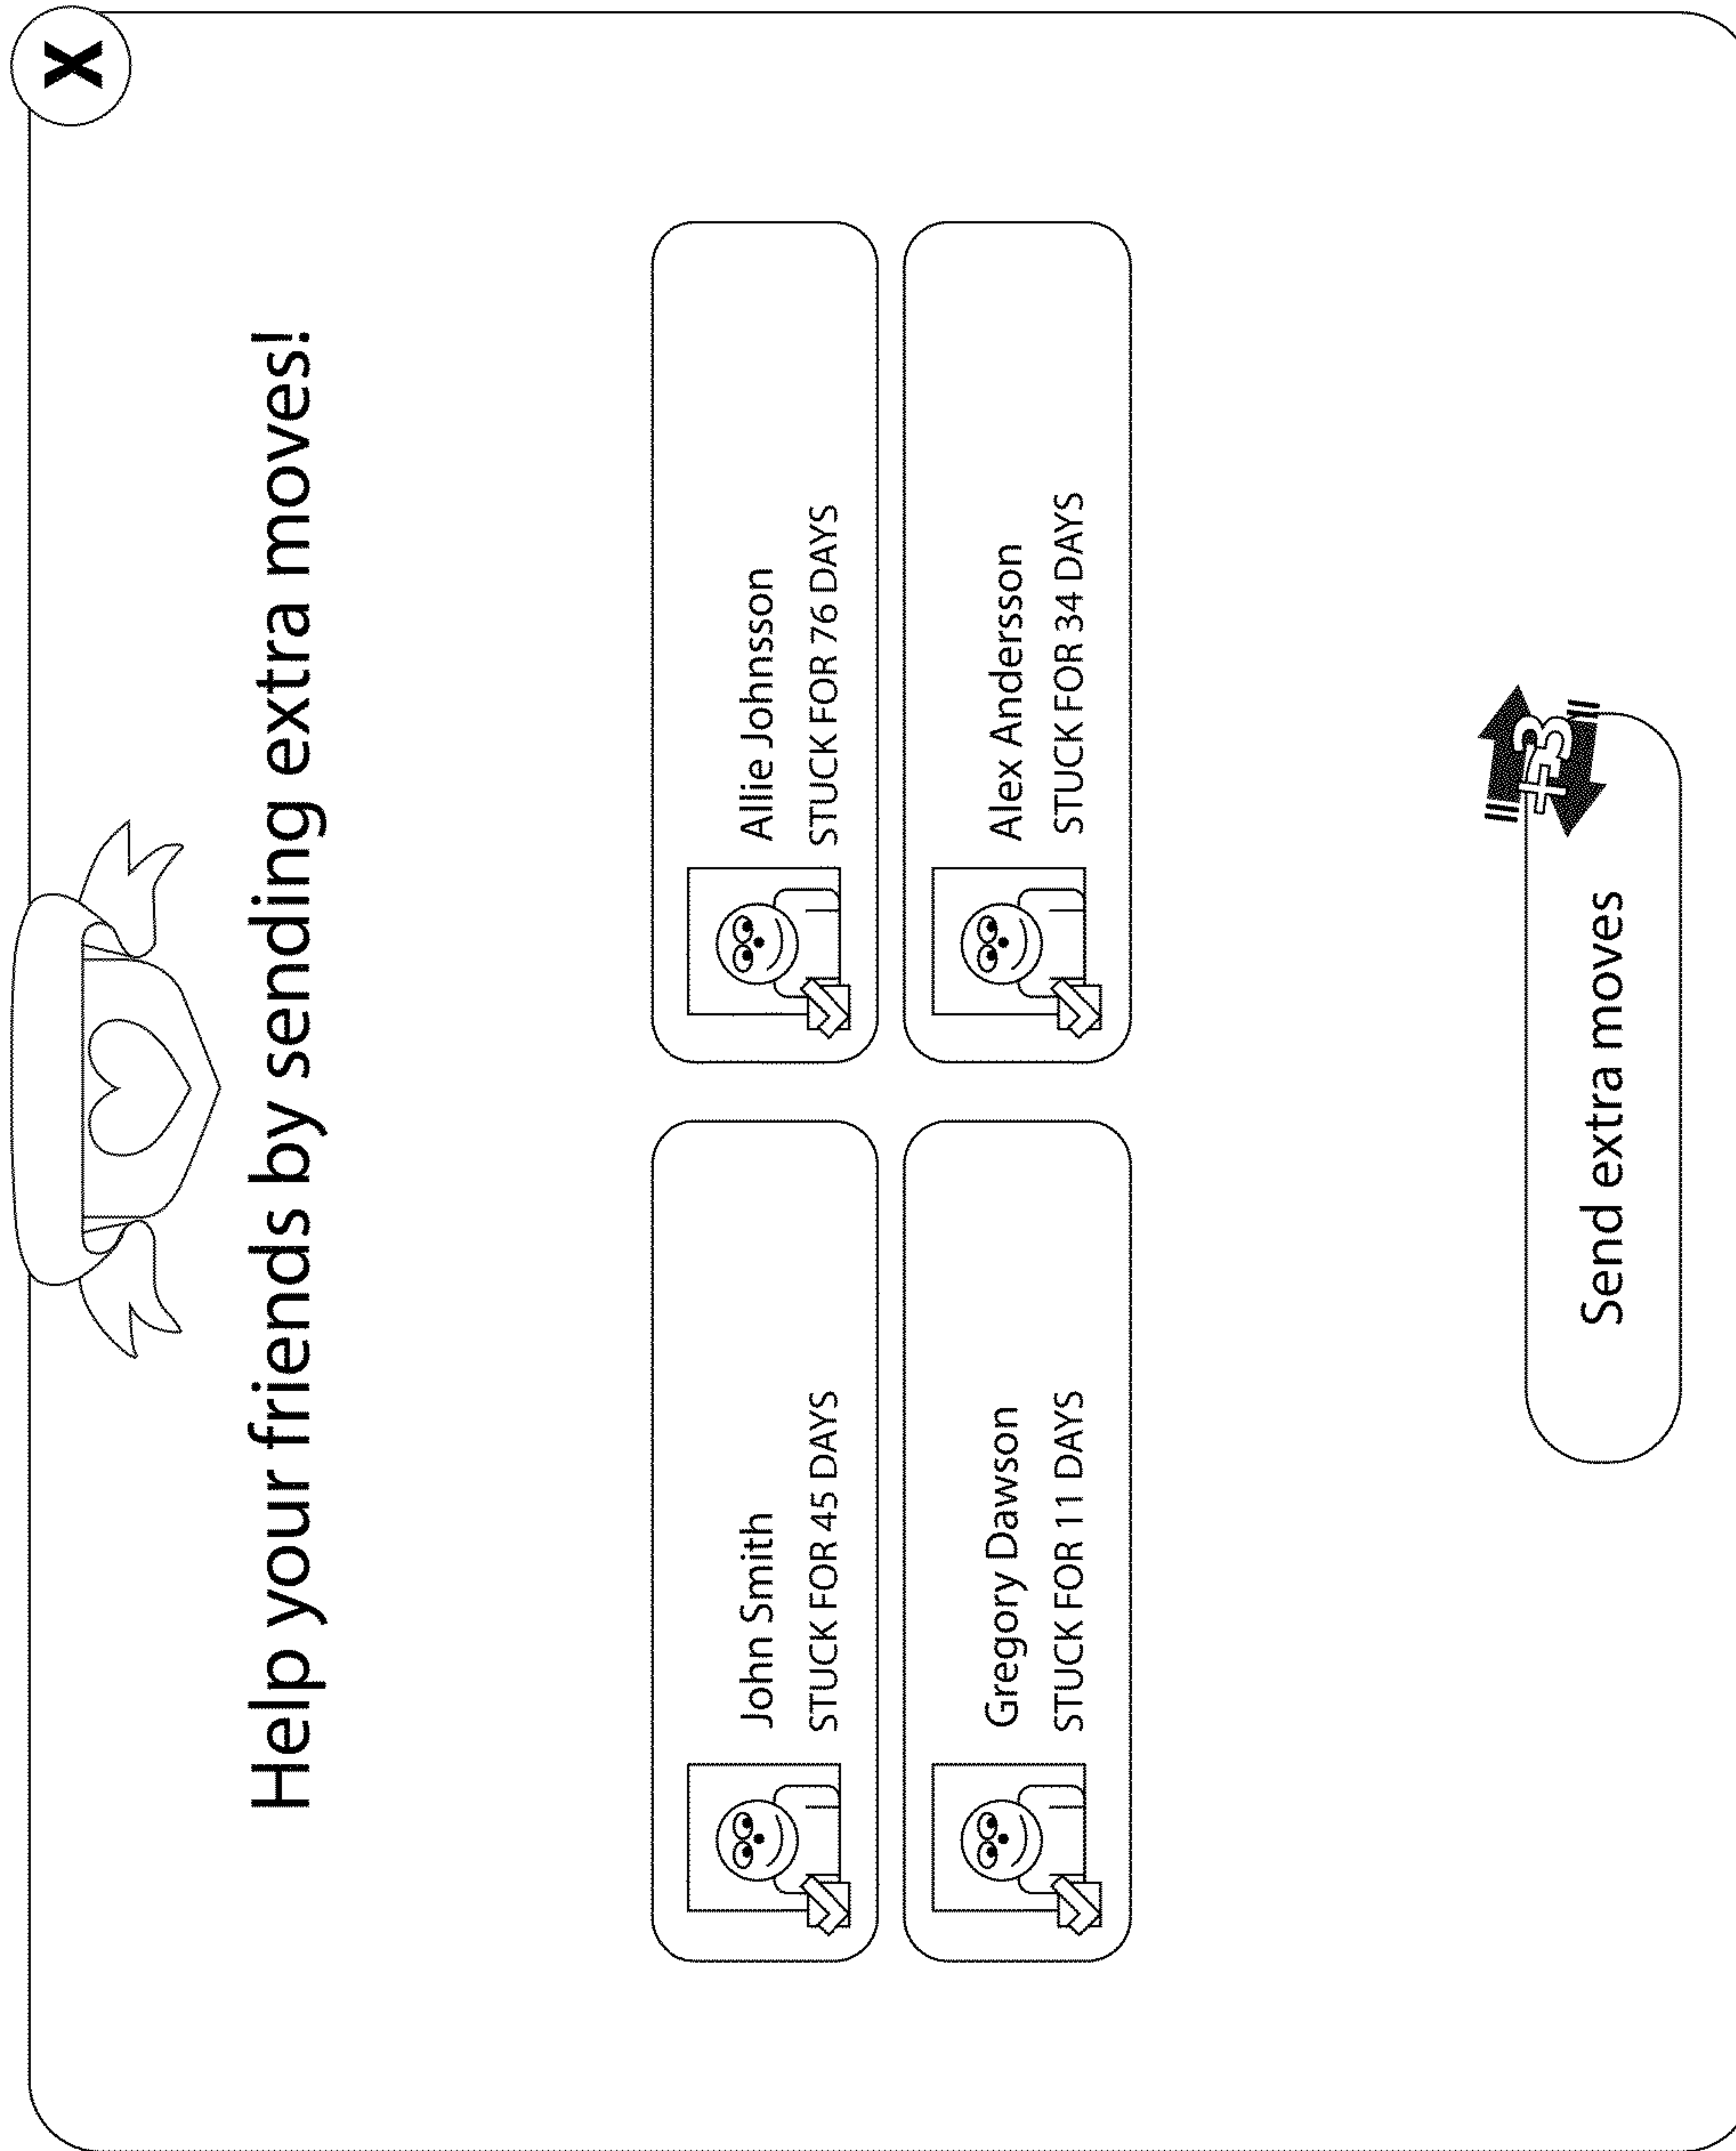 X
Help your friends by sending extra moves!
John Smith
STUCK FOR 45 DAYS
Allie Johnsson
STUCK FOR 76 DAYS
Gregory Dawson
STUCK FOR 11 DAYS
Alex Andersson
STUCK FOR 34 DAYS
+3
Send extra moves